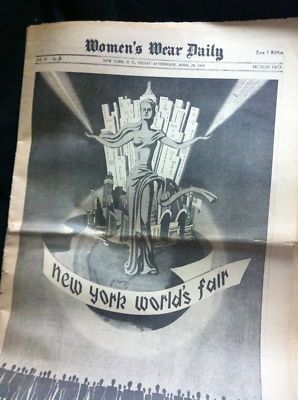 Women's Wear Daily
NEW YORK, N. Y., FRIDAY AFTERNOON, APRIL
SECTION TWO
new york world's fair